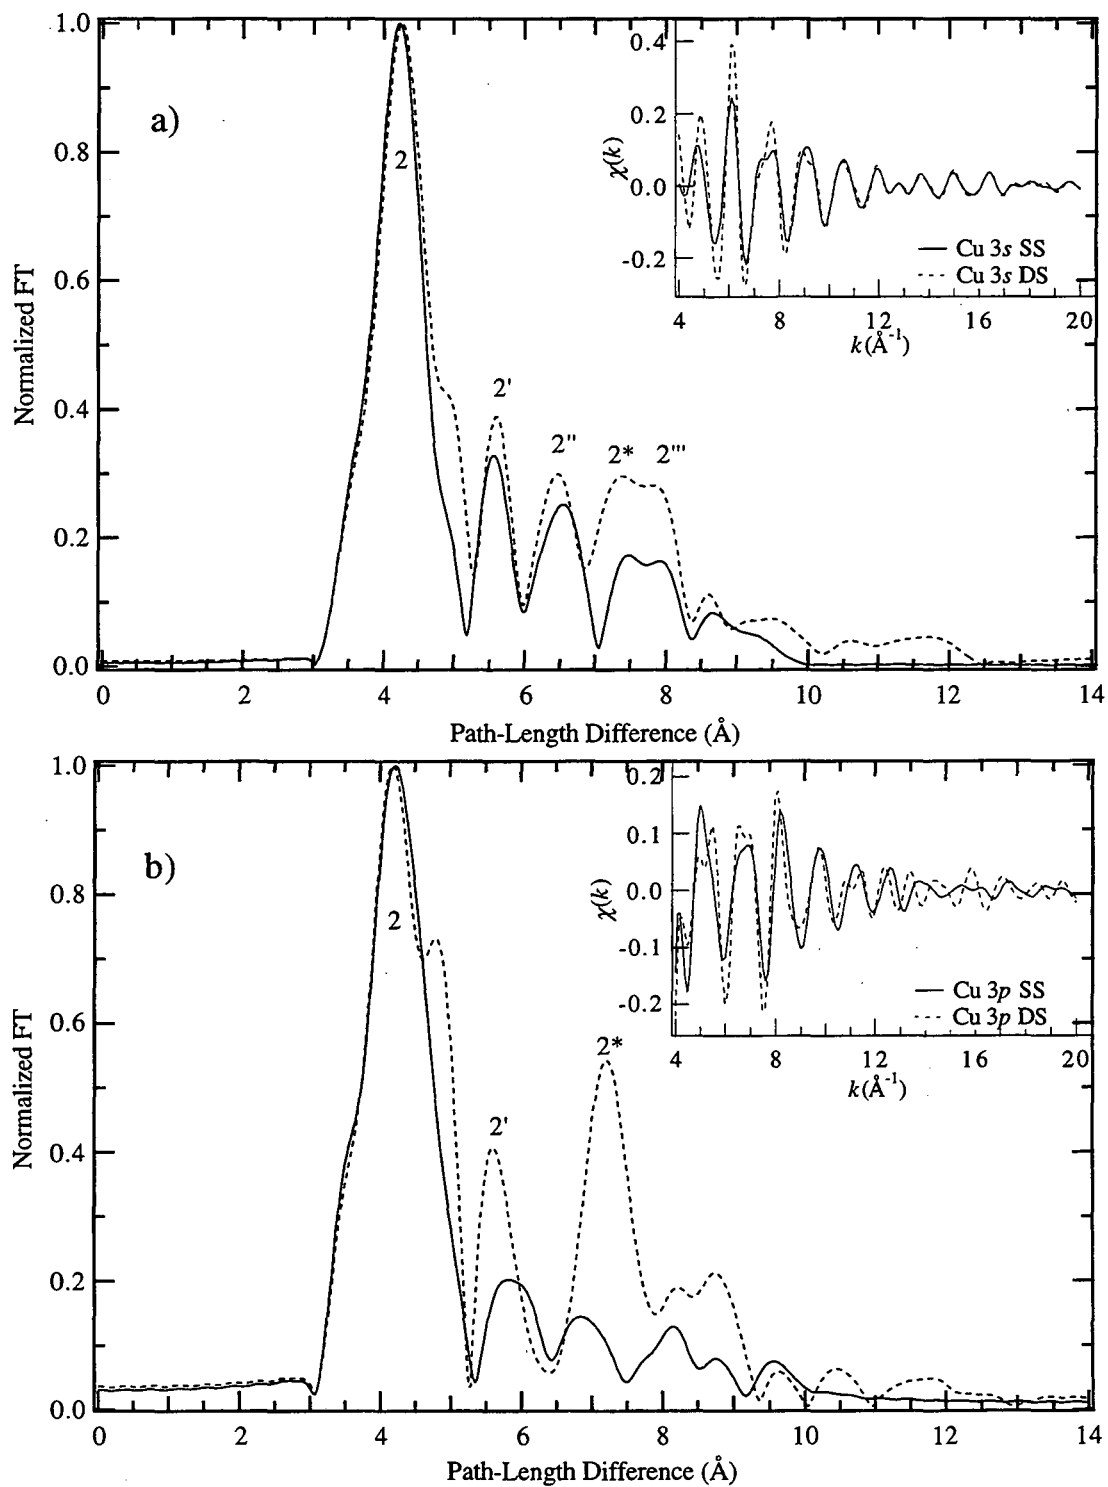 1.0
0.8
0.6
0.4
0.2
0.0
Normalized FT
a)
2
2'
2"
2*
2'''
0.4
0.2
0.0
-0.2
χ(k)
Cu 3s SS
Cu 3s DS
4 8 12 16 20
k(Å⁻¹)
0 2 4 6 8 10 12 14
Path-Length Difference (Å)
1.0
0.8
0.6
0.4
0.2
0.0
Normalized FT
b)
2
2'
2*
0.2
0.1
0.0
-0.1
-0.2
χ(k)
Cu 3p SS
Cu 3p DS
4 8 12 16 20
k(Å⁻¹)
0 2 4 6 8 10 12 14
Path-Length Difference (Å)